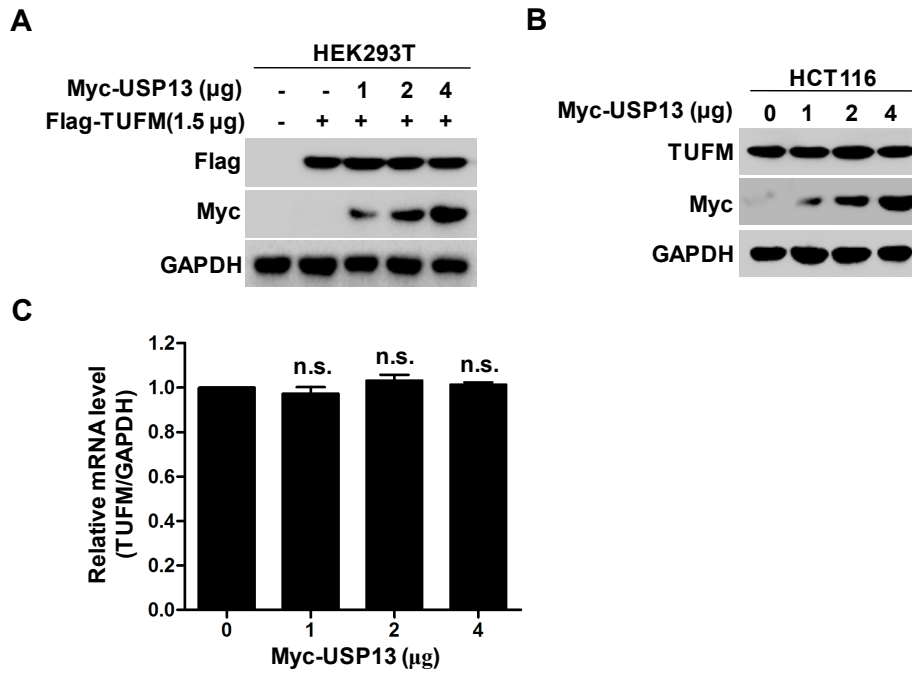 A
HEK293T
Myc-USP13 (μg) - - 1 2 4
Flag-TUFM(1.5 μg) - + + + +
Flag
Myc
GAPDH
B
HCT116
Myc-USP13 (μg) 0 1 2 4
TUFM
Myc
GAPDH
C
Relative mRNA level
(TUFM/GAPDH)
1.2
1.0
0.8
0.6
0.4
0.2
0.0
n.s. n.s. n.s.
0 1 2 4
Myc-USP13 (μg)